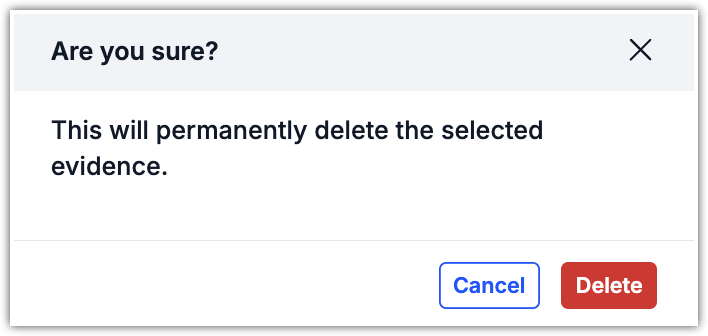 Are you sure?
This will permanently delete the selected
evidence.
Cancel
Delete